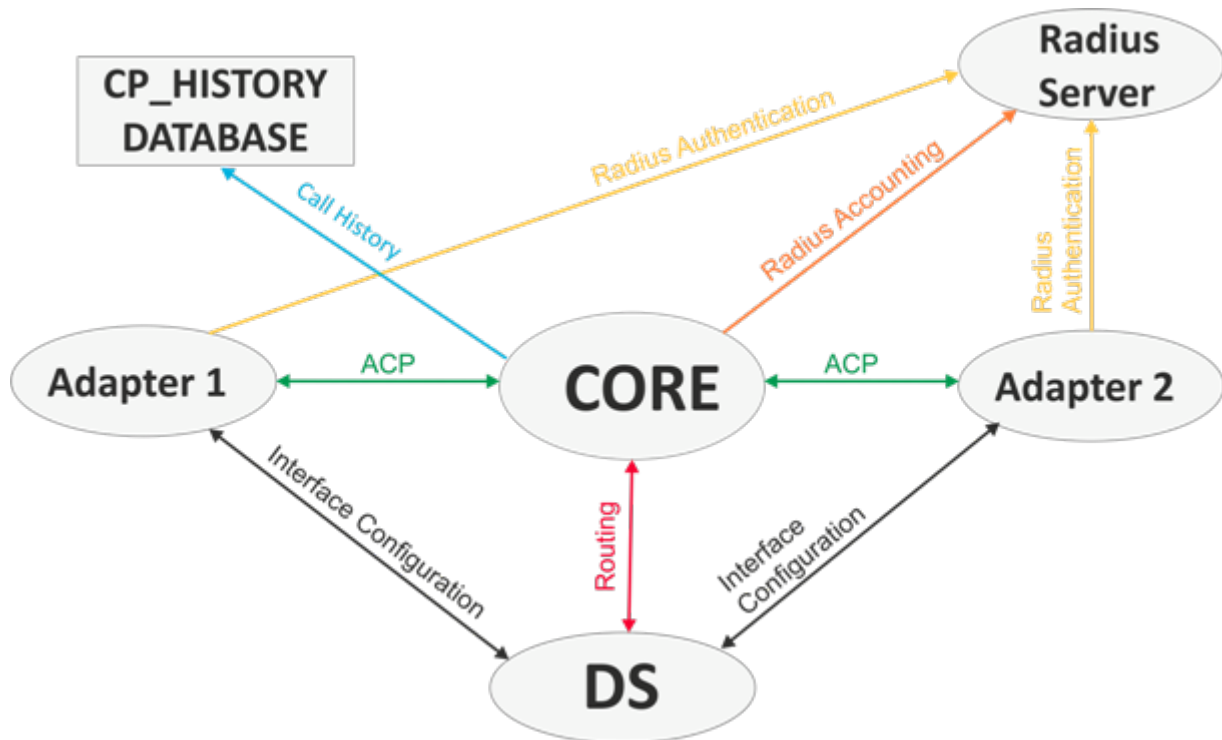 Radius
Server
CP_HISTORY
DATABASE
Radius Authentication
Call History
Radius Accounting
Radius
Authentication
Adapter 1
ACP
CORE
ACP
Adapter 2
Interface Configuration
Routing
Interface
Configuration
DS